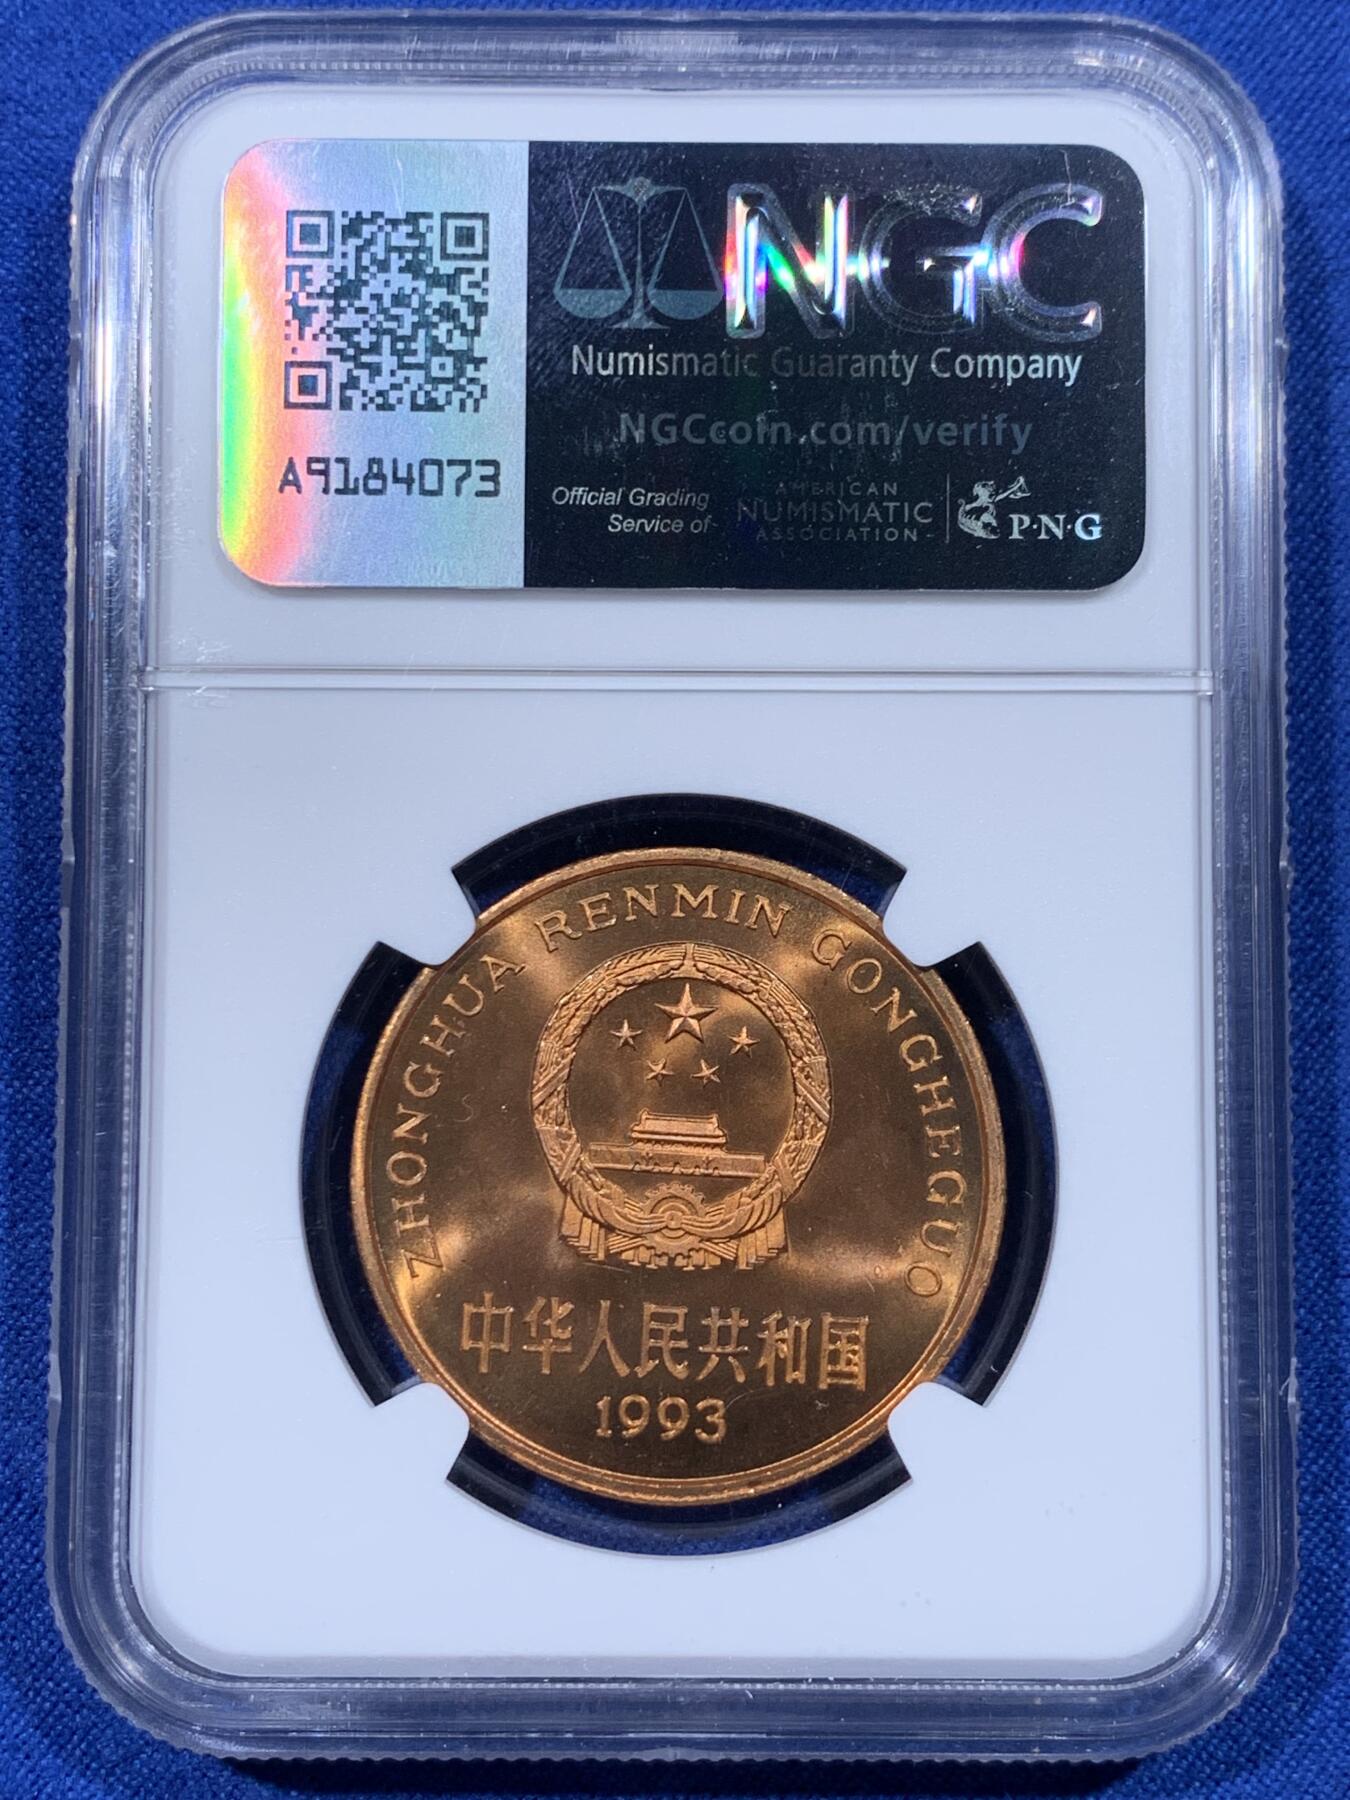 A9184073
NGC
Numismatic Guaranty Company
NGCcoin.com/verify
Official Grading
Service of
AMERICAN
NUMISMATIC
ASSOCIATION
P·N·G
ZHONGHUA RENMIN GONGHEGUO
中华人民共和国
1993